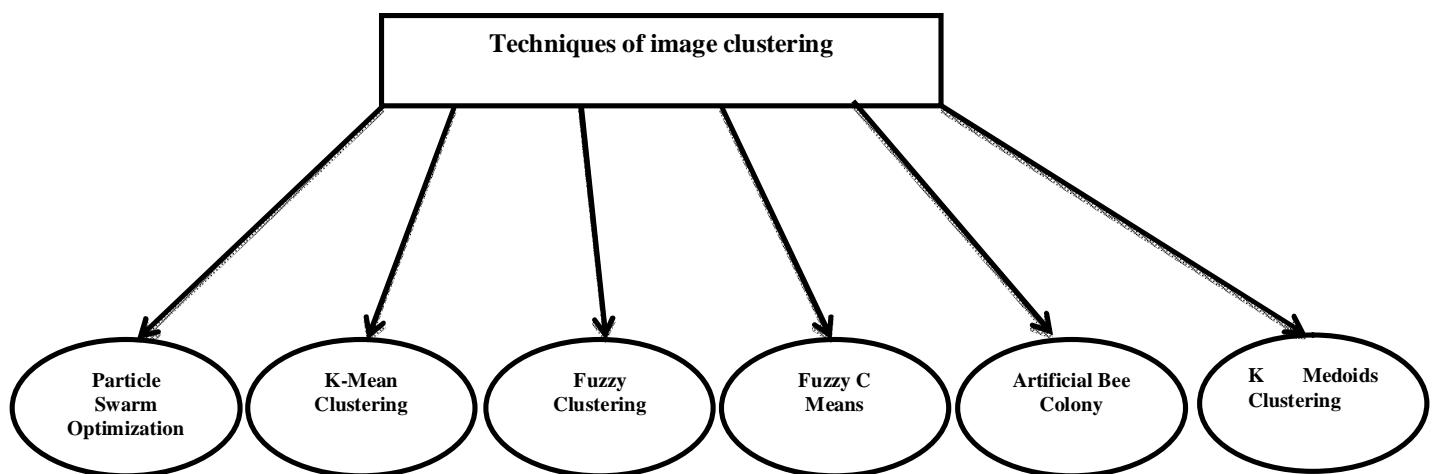 Techniques of image clustering
Particle
Swarm
Optimization
K-Mean
Clustering
Fuzzy
Clustering
Fuzzy C
Means
Artificial Bee
Colony
K Medoids
Clustering